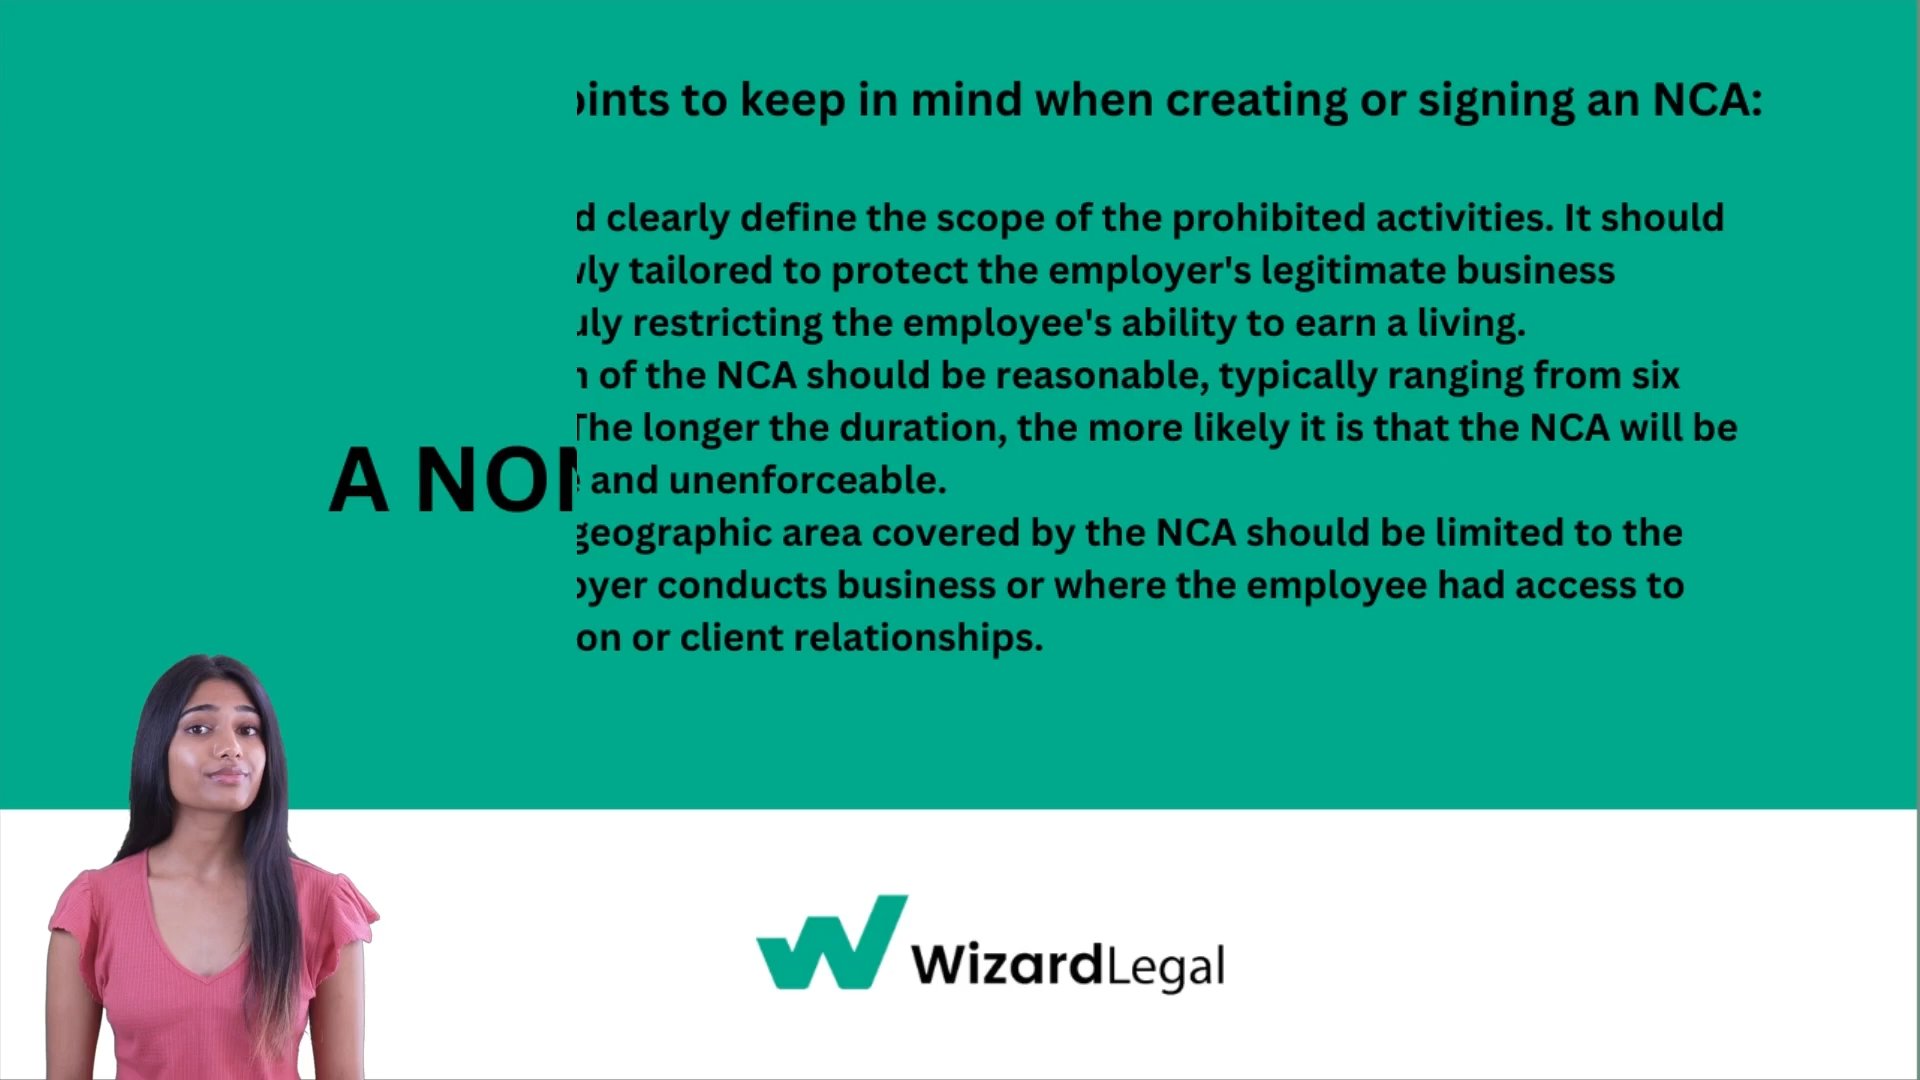 oints to keep in mind when creating or signing an NCA:
d clearly define the scope of the prohibited activities. It should
ly tailored to protect the employer's legitimate business
uly restricting the employee's ability to earn a living.
of the NCA should be reasonable, typically ranging from six
The longer the duration, the more likely it is that the NCA will be
and unenforceable.
A NON
geographic area covered by the NCA should be limited to the
oyer conducts business or where the employee had access to
on or client relationships.
WizardLegal